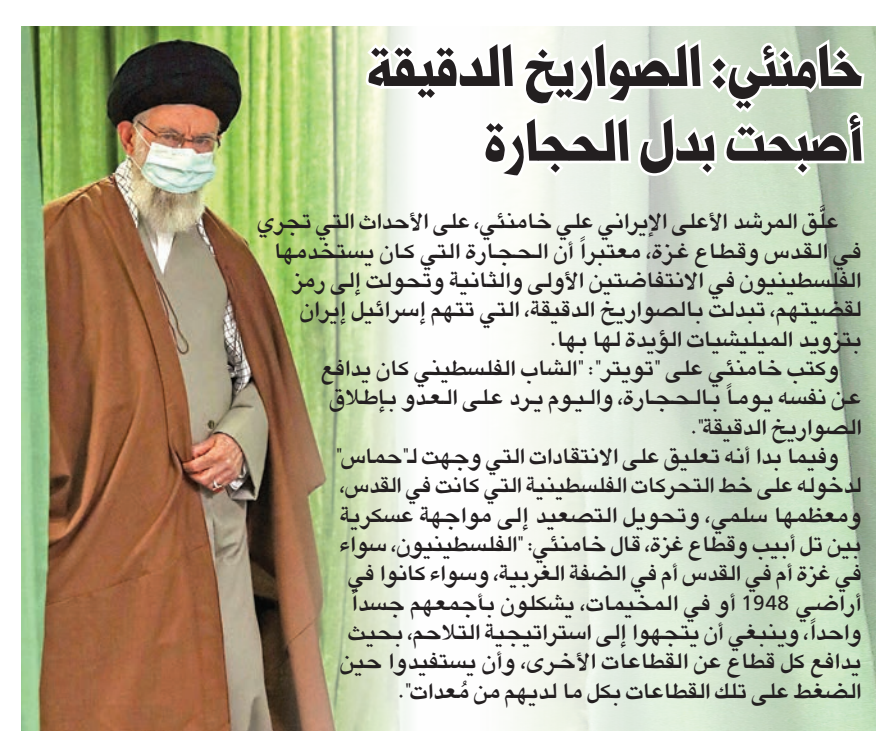 خامنئي: الصواريخ الدقيقة
أصبحت بدل الحجارة
علَّق المرشد الأعلى الإيراني علي خامنئي، على الأحداث التي تجري
في القدس وقطاع غزة، معتبراً أن الحجارة التي كان يستخدمها
الفلسطينيون في الانتفاضتين الأولى والثانية وتحولت إلى رمز
لقضيتهم، تبدلت بالصواريخ الدقيقة، التي تتهم إسرائيل إيران
بتزويد الميليشيات الؤيدة لها بها.
وكتب خامنئي على "تويتر": "الشاب الفلسطيني كان يدافع
عن نفسه يوماً بالحجارة، واليوم يرد على العدو بإطلاق
الصواريخ الدقيقة".
وفيما بدا أنه تعليق على الانتقادات التي وجهت لـ"حماس"
لدخوله على خط التحركات الفلسطينية التي كانت في القدس،
ومعظمها سلمي، وتحويل التصعيد إلى مواجهة عسكرية
بين تل أبيب وقطاع غزة، قال خامنئي: "الفلسطينيون، سواء
في غزة أم في القدس أم في الضفة الغربية، وسواء كانوا في
أراضي 1948 أو في المخيمات، يشكلون بأجمعهم جسداً
واحداً، وينبغي أن يتجهوا إلى استراتيجية التلاحم، بحيث
يدافع كل قطاع عن القطاعات الأخرى، وأن يستفيدوا حين
الضغط على تلك القطاعات بكل ما لديهم من مُعدات".